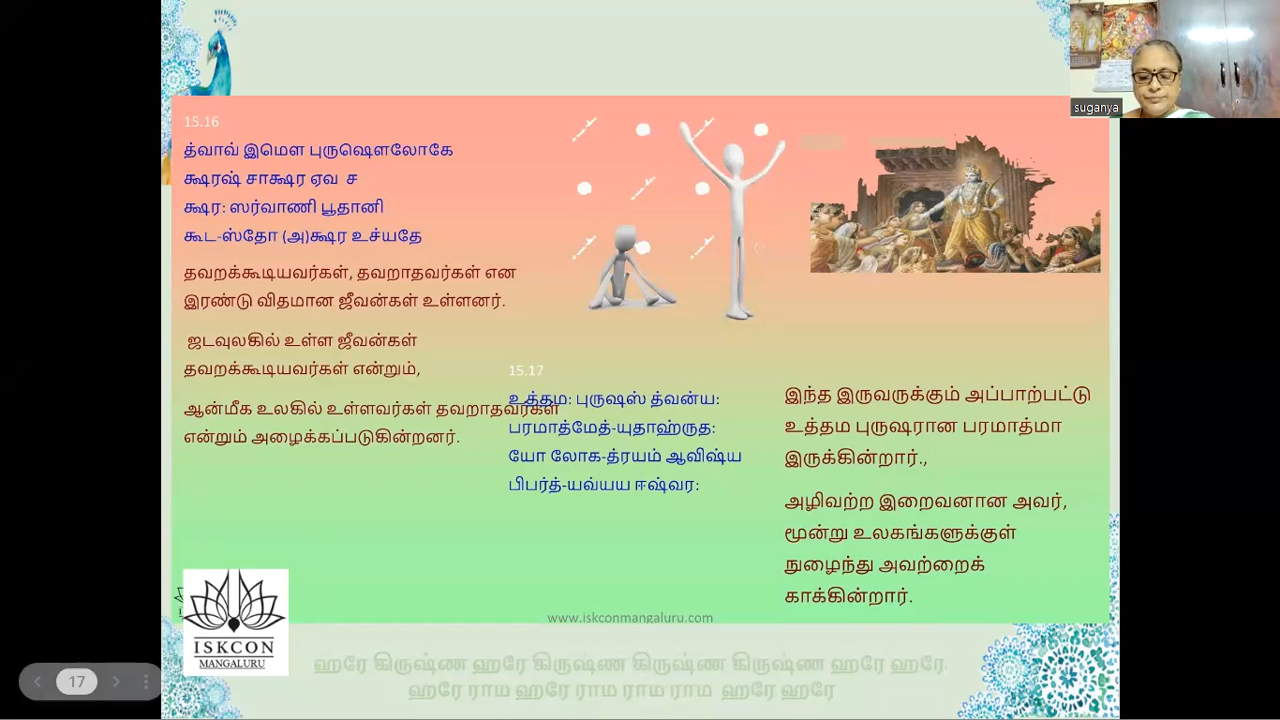 suganya
15.16
த்வாவ் இமௌ புருஷௌலோகே
க்ஷரஷ் சாக்ஷர ஏவ ச
க்ஷர: ஸர்வாணி பூதானி
கூட-ஸ்தோ (அ)க்ஷர உச்யதே
தவறக்கூடியவர்கள், தவறாதவர்கள் என
இரண்டு விதமான ஜீவன்கள் உள்ளனர்.
ஜடவுலகில் உள்ள ஜீவன்கள்
தவறக்கூடியவர்கள் என்றும்,
ஆன்மீக உலகில் உள்ளவர்கள் தவறாதவர்கள்
என்றும் அழைக்கப்படுகின்றனர்.
15.17
உத்தம: புருஷஸ் த்வன்ய:
பரமாத்மேத்-யுதாஹ்ருத:
யோ லோக-த்ரயம் ஆவிஷ்ய
பிபர்த்-யவ்யய ஈஷ்வர:
இந்த இருவருக்கும் அப்பாற்பட்டு
உத்தம புருஷரான பரமாத்மா
இருக்கின்றார்.,
அழிவற்ற இறைவனான அவர்,
மூன்று உலகங்களுக்குள்
நுழைந்து அவற்றைக்
காக்கின்றார்.
www.iskconmangaluru.com
ISKCON
MANGALURU
ஹரே கிருஷ்ண ஹரே கிருஷ்ண கிருஷ்ண கிருஷ்ண ஹரே ஹரே
ஹரே ராம ஹரே ராம ராம ராம ஹரே ஹரே
17